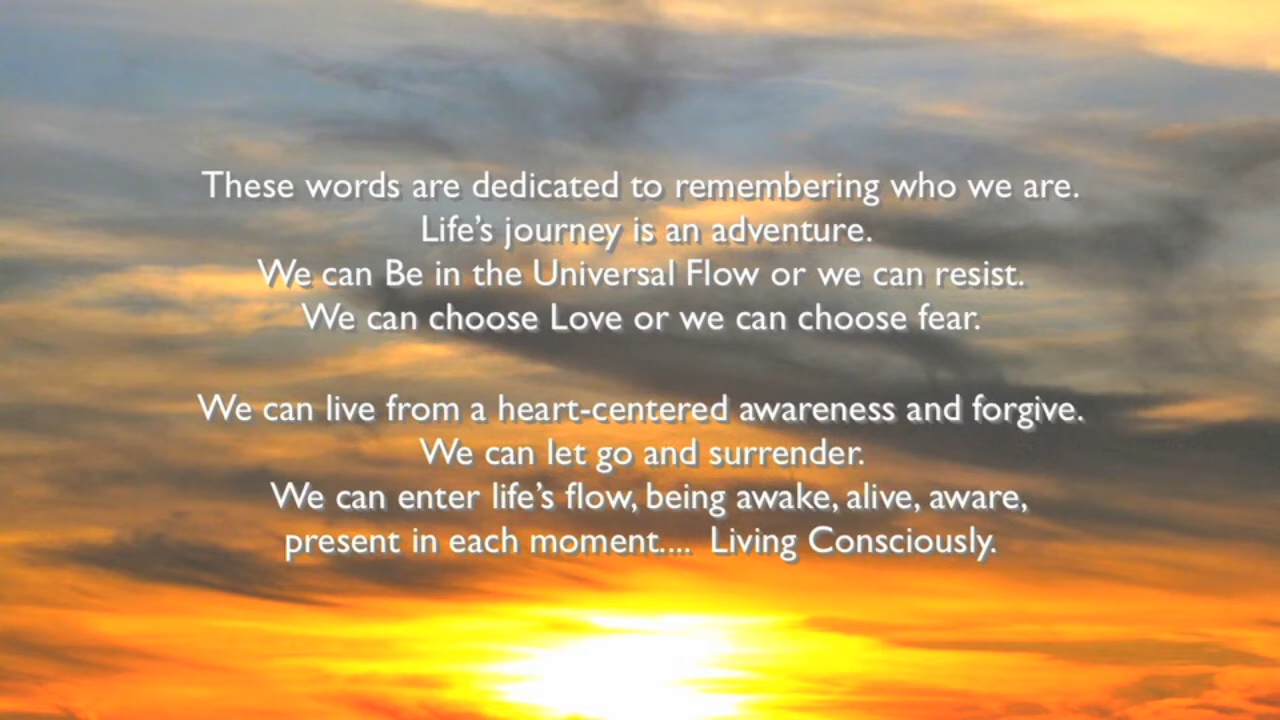 These words are dedicated to remembering who we are.
Life's journey is an adventure.
We can Be in the Universal Flow or we can resist.
We can choose Love or we can choose fear.
We can live from a heart-centered awareness and forgive.
We can let go and surrender.
We can enter life's flow, being awake, alive, aware,
present in each moment.... Living Consciously.